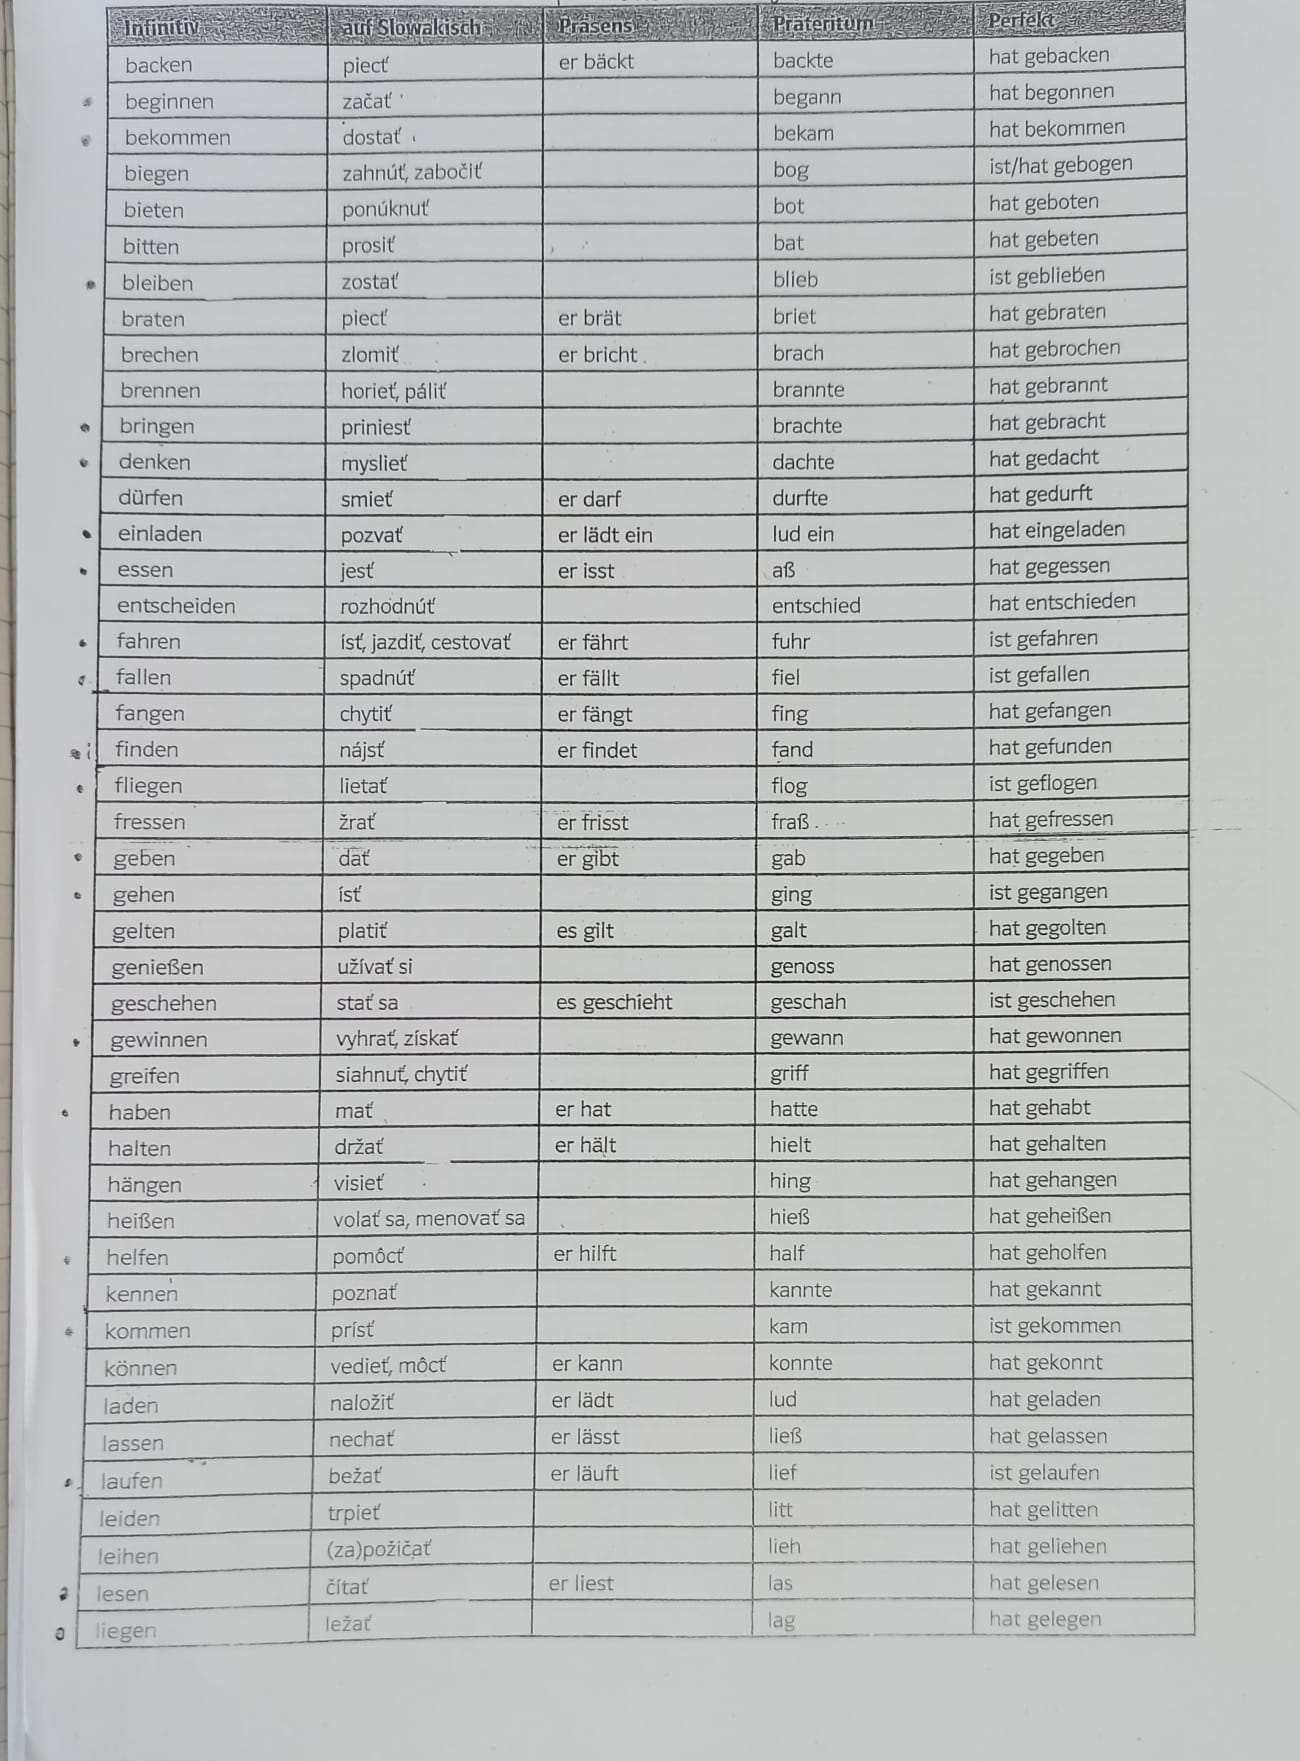 Infinitiv auf Slowakisch Präsens Präteritum Perfekt
backen piecť er bäckt backte hat gebacken
beginnen začať begann hat begonnen
bekommen dostať bekam hat bekommen
biegen zahnúť, zabočiť bog ist/hat gebogen
bieten ponúknuť bot hat geboten
bitten prosiť bat hat gebeten
bleiben zostať blieb ist geblieben
braten piecť er brät briet hat gebraten
brechen zlomiť er bricht brach hat gebrochen
brennen horieť, páliť brannte hat gebrannt
bringen priniesť brachte hat gebracht
denken myslieť dachte hat gedacht
dürfen smieť er darf durfte hat gedurft
einladen pozvať er lädt ein lud ein hat eingeladen
essen jesť er isst aß hat gegessen
entscheiden rozhodnúť entschied hat entschieden
fahren ísť, jazdiť, cestovať er fährt fuhr ist gefahren
fallen spadnúť er fällt fiel ist gefallen
fangen chytiť er fängt fing hat gefangen
finden nájsť er findet fand hat gefunden
fliegen lietať flog ist geflogen
fressen žrať er frisst fraß hat gefressen
geben dať er gibt gab hat gegeben
gehen ísť ging ist gegangen
gelten platiť es gilt galt hat gegolten
genießen užívať si genoss hat genossen
geschehen stať sa es geschieht geschah ist geschehen
gewinnen vyhrať, získať gewann hat gewonnen
greifen siahnuť, chytiť griff hat gegriffen
haben mať er hat hatte hat gehabt
halten držať er hält hielt hat gehalten
hängen visieť hing hat gehangen
heißen volať sa, menovať sa hieß hat geheißen
helfen pomôcť er hilft half hat geholfen
kennen poznať kannte hat gekannt
kommen prísť kam ist gekommen
können vedieť, môcť er kann konnte hat gekonnt
laden naložiť er lädt lud hat geladen
lassen nechať er lässt ließ hat gelassen
laufen bežať er läuft lief ist gelaufen
leiden trpieť litt hat gelitten
leihen (za)požičať lieh hat geliehen
lesen čítať er liest las hat gelesen
liegen ležať lag hat gelegen